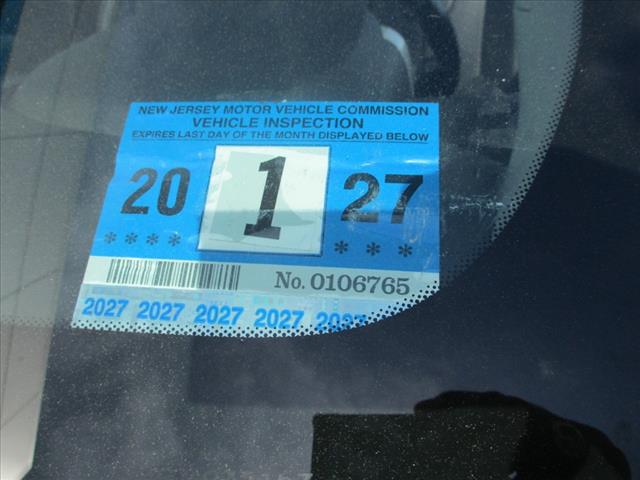 NEW JERSEY MOTOR VEHICLE COMMISSION
VEHICLE INSPECTION
EXPIRES LAST DAY OF THE MONTH DISPLAYED BELOW
20 1 27
* * * * * * *
No. 0106765
2027 2027 2027 2027 2027